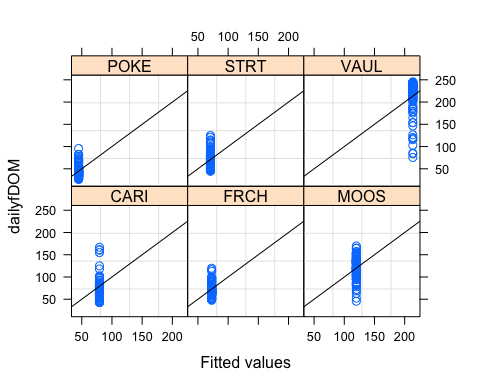 50 100 150 200
POKE STRT VAUL
250
200
150
100
50
CARI FRCH MOOS
250
200
150
100
50
50 100 150 200 50 100 150 200
dailyfDOM
Fitted values